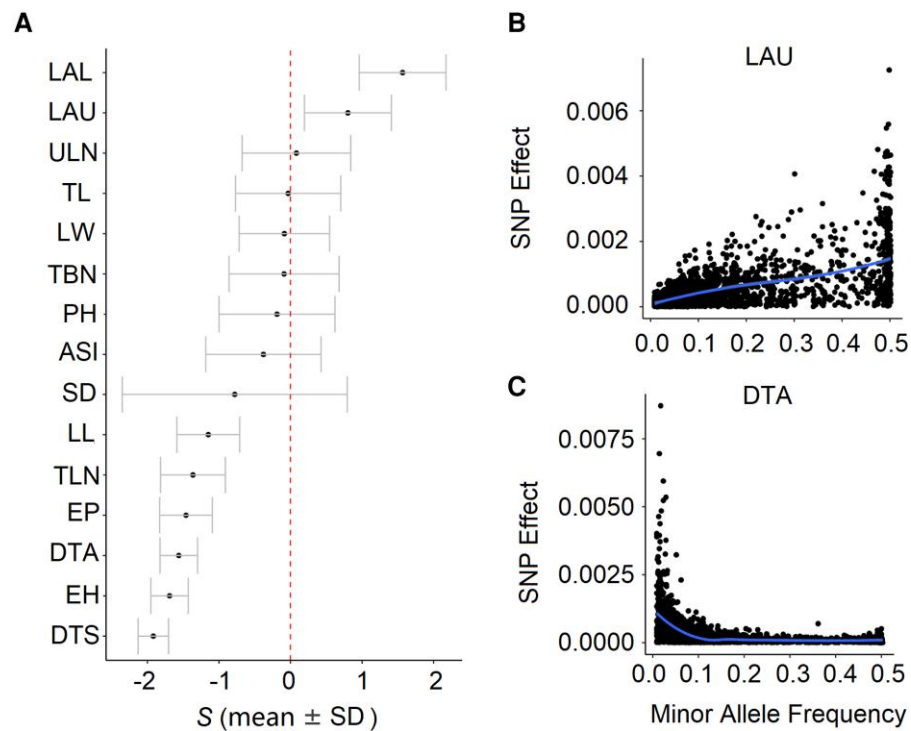 A
LAL
LAU
ULN
TL
LW
TBN
PH
ASI
SD
LL
TLN
EP
DTA
EH
DTS
-2 -1 0 1 2
S (mean ± SD)
B
LAU
SNP Effect
0.006
0.004
0.002
0.000
0.0 0.1 0.2 0.3 0.4 0.5
C
DTA
SNP Effect
0.0075
0.0050
0.0025
0.0000
0.0 0.1 0.2 0.3 0.4 0.5
Minor Allele Frequency